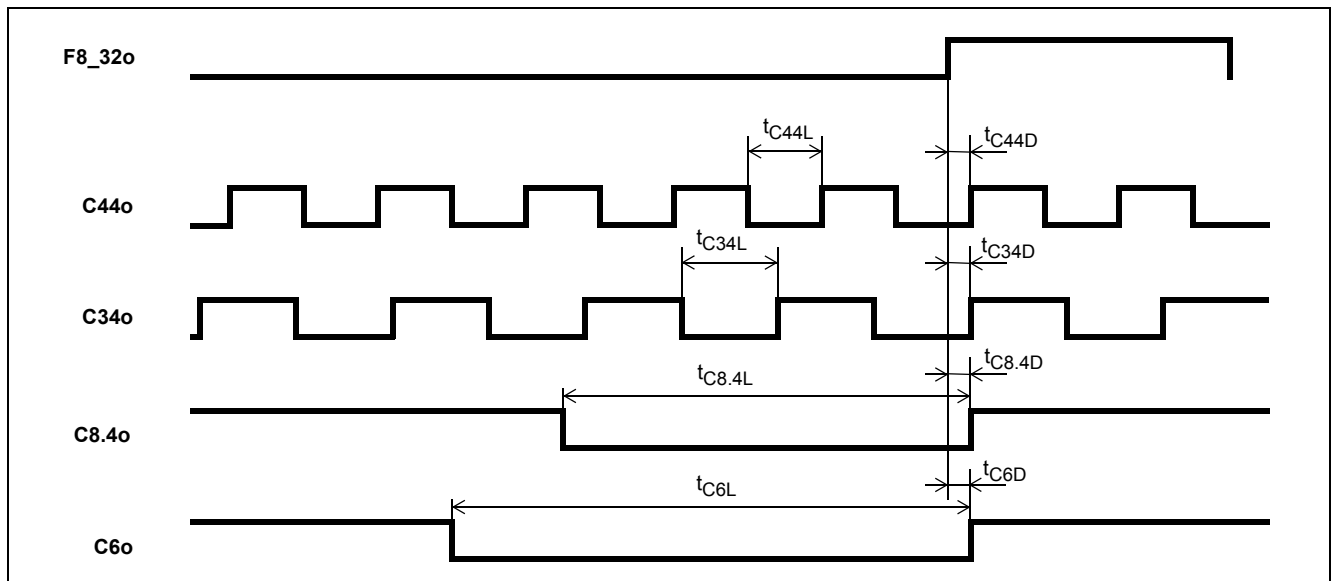 F8_32o
tC44L
tC44D
C44o
tC34L
tC34D
C34o
tC8.4L
tC8.4D
C8.4o
tC6L
tC6D
C6o